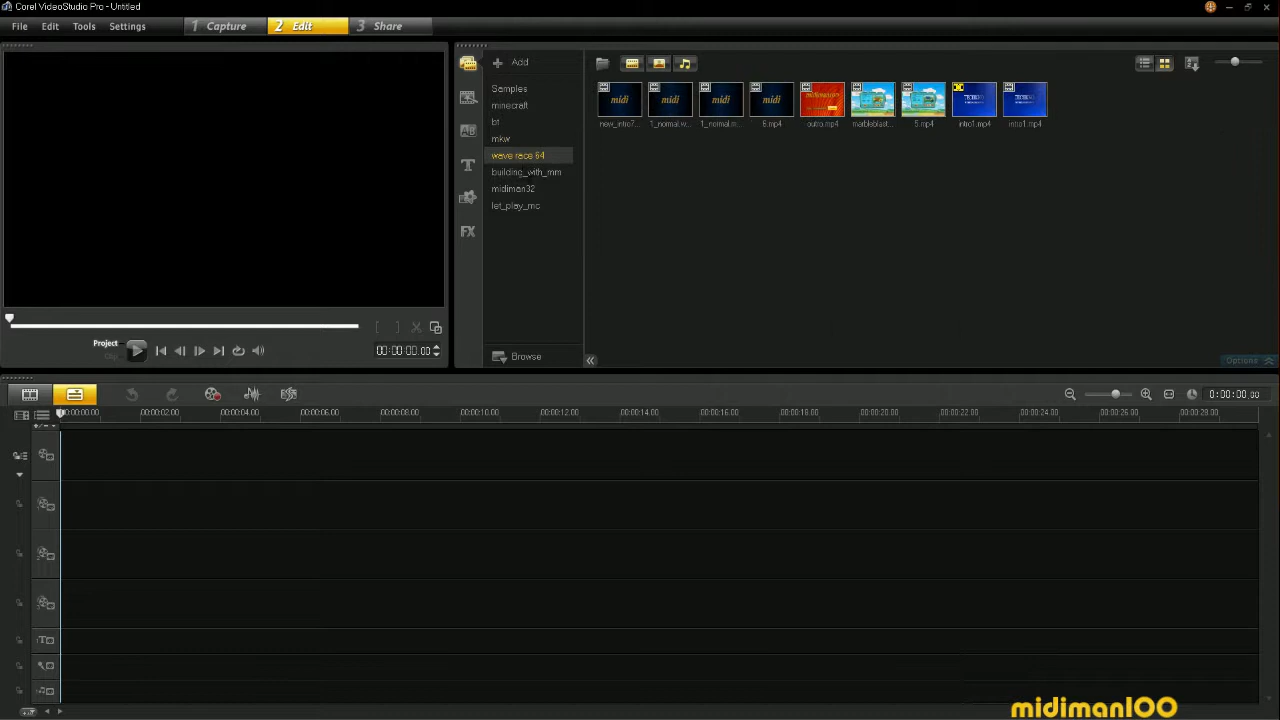 Corel VideoStudio Pro - Untitled
File Edit Tools Settings 1 Capture 2 Edit 3 Share
Add
Samples
minecraft
bt
mkw
wave race 64
building_with_mm
midiman32
let_play_mc
Browse
midi midi midi midi
new_intro7... 1_normal.w... 1_normal.m... 6.mp4 outro.mp4 marbleblast... 5.mp4 intro1.mp4 intro1.mp4
Options
Project
Clip
00:00:00.00
00:00:00.00 00:00:02.00 00:00:04.00 00:00:06.00 00:00:08.00 00:00:10.00 00:00:12.00 00:00:14.00 00:00:16.00 00:00:18.00 00:00:20.00 00:00:22.00 00:00:24.00 00:00:26.00 00:00:28.00
0:00:00.00
midiman100